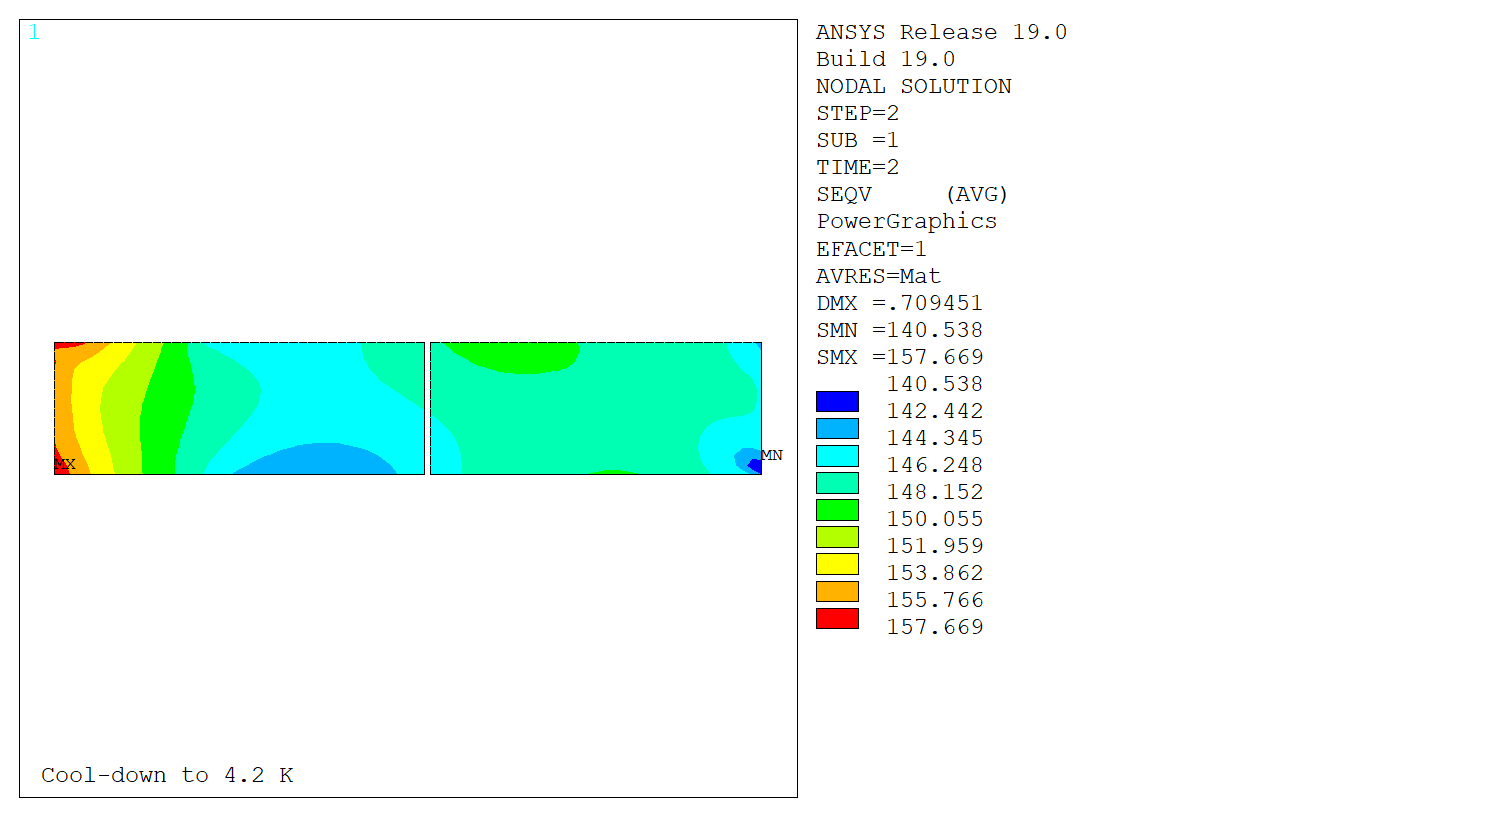 1
ANSYS Release 19.0
Build 19.0
NODAL SOLUTION
STEP=2
SUB =1
TIME=2
SEQV     (AVG)
PowerGraphics
EFACET=1
AVRES=Mat
DMX =.709451
SMN =140.538
SMX =157.669
140.538
142.442
144.345
146.248
148.152
150.055
151.959
153.862
155.766
157.669
MX
MN
Cool-down to 4.2 K